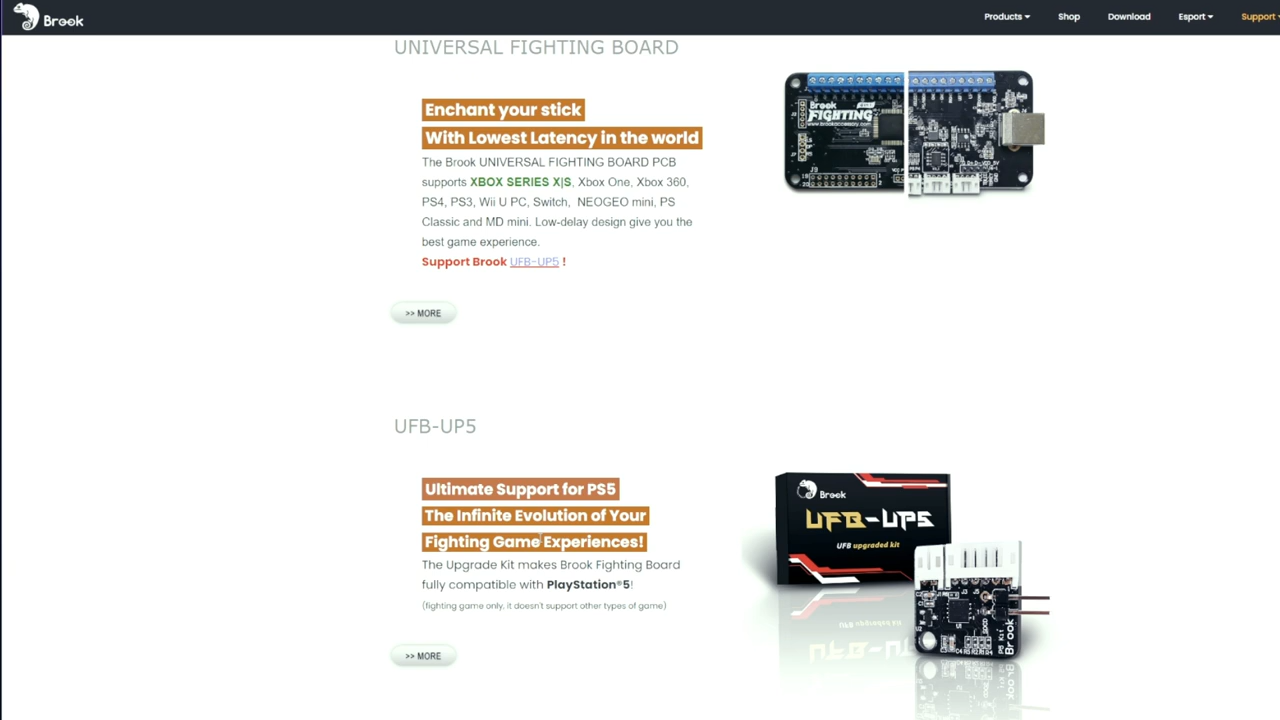 Brook
Products
Shop
Download
Esport
Support
UNIVERSAL FIGHTING BOARD
Enchant your stick
With Lowest Latency in the world
The Brook UNIVERSAL FIGHTING BOARD PCB
supports XBOX SERIES X|S, Xbox One, Xbox 360,
PS4, PS3, Wii U PC, Switch, NEOGEO mini, PS
Classic and MD mini. Low-delay design give you the
best game experience.
Support Brook UFB-UP5 !
>> MORE
Brook
FIGHTING
UFB-UP5
Ultimate Support for PS5
The Infinite Evolution of Your
Fighting Game Experiences!
The Upgrade Kit makes Brook Fighting Board
fully compatible with PlayStation®5!
(fighting game only, it doesn't support other types of game)
>> MORE
Brook
UFB-UP5
UFB upgraded kit
P5 Kit
Brook